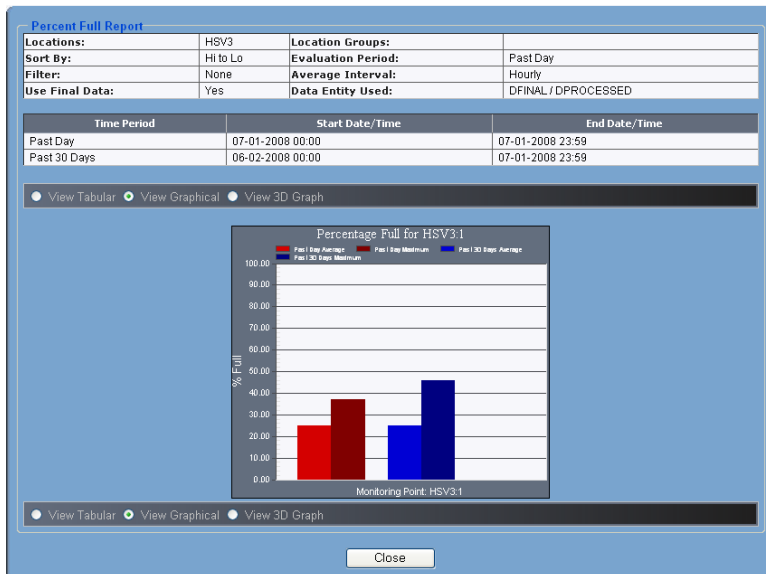 Percent Full Report
Locations: HSV3 Location Groups:
Sort By: Hi to Lo Evaluation Period: Past Day
Filter: None Average Interval: Hourly
Use Final Data: Yes Data Entity Used: DFINAL / DPROCESSED
Time Period Start Date/Time End Date/Time
Past Day 07-01-2008 00:00 07-01-2008 23:59
Past 30 Days 06-02-2008 00:00 07-01-2008 23:59
View Tabular View Graphical View 3D Graph
Percentage Full for HSV3:1
Past Day Average Past Day Maximum Past 30 Days Average
Past 30 Days Maximum
100.00
90.00
80.00
70.00
60.00
50.00
40.00
30.00
20.00
10.00
0.00
% Full
Monitoring Point: HSV3:1
View Tabular View Graphical View 3D Graph
Close